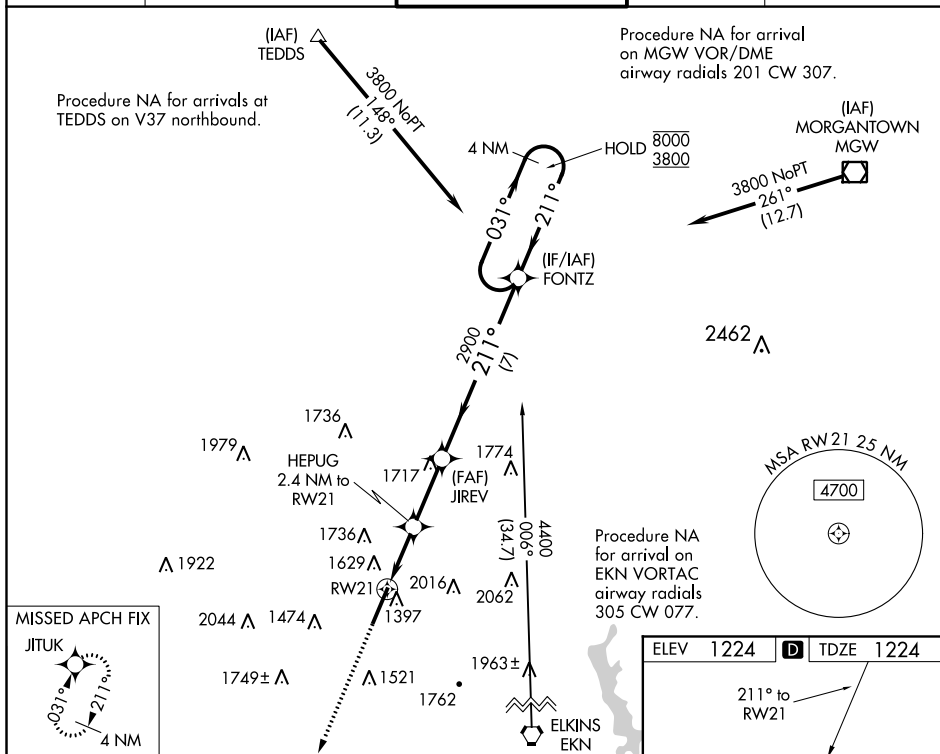 (IAF)
TEDDS
Procedure NA for arrival
on MGW VOR/DME
airway radials 201 CW 307.
3800 NoPT
148°
(11.3)
Procedure NA for arrivals at
TEDDS on V37 northbound.
(IAF)
MORGANTOWN
MGW
4 NM
HOLD 8000
3800
3800 NoPT
261°
(12.7)
031°
211°
(IF/IAF)
FONTZ
2900
211°
(7)
2462
1736
1979
HEPUG
2.4 NM to
RW21
1717
(FAF)
JIREV
1774
MSA RW21 25 NM
4700
1736
4400
006°
(34.7)
Procedure NA
for arrival on
EKN VORTAC
airway radials
305 CW 077.
1922
1629
RW21
2016
2062
1397
MISSED APCH FIX
JITUK
031°
211°
4 NM
2044
1474
1749±
1521
1762
1963±
ELKINS
EKN
ELEV 1224 D TDZE 1224
211° to
RW21